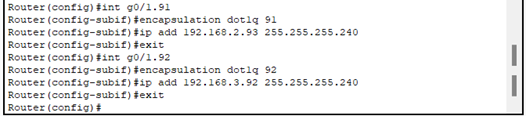 Router(config)#int g0/1.91
Router(config-subif)#encapsulation dot1q 91
Router(config-subif)#ip add 192.168.2.93 255.255.255.240
Router(config-subif)#exit
Router(config)#int g0/1.92
Router(config-subif)#encapsulation dot1q 92
Router(config-subif)#ip add 192.168.3.92 255.255.255.240
Router(config-subif)#exit
Router(config)#